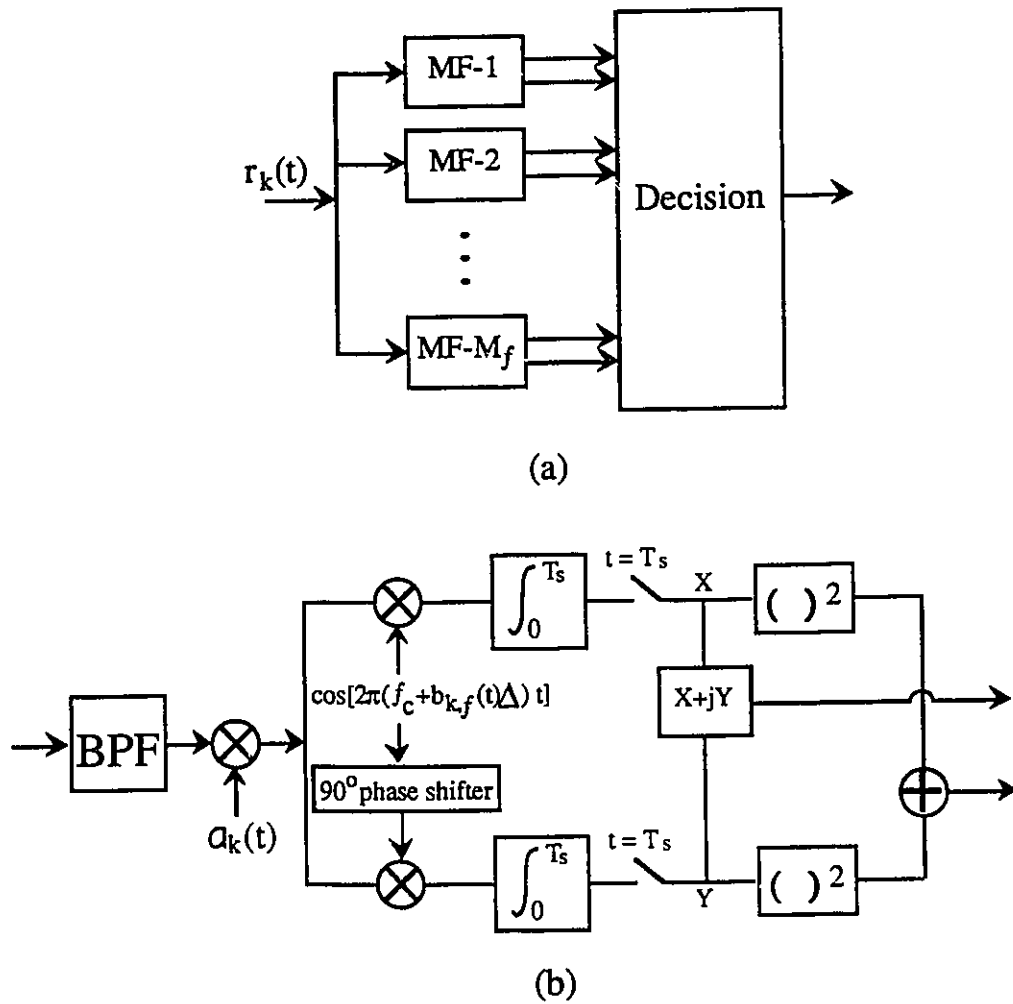 MF-1
MF-2
r_k(t)
Decision
MF-M_f
(a)
t = T_s
X
∫_0^{T_s}
( )^2
cos[2π(f_c+b_{k,f}(t)Δ) t]
X+jY
BPF
90° phase shifter
a_k(t)
t = T_s
∫_0^{T_s}
( )^2
Y
(b)